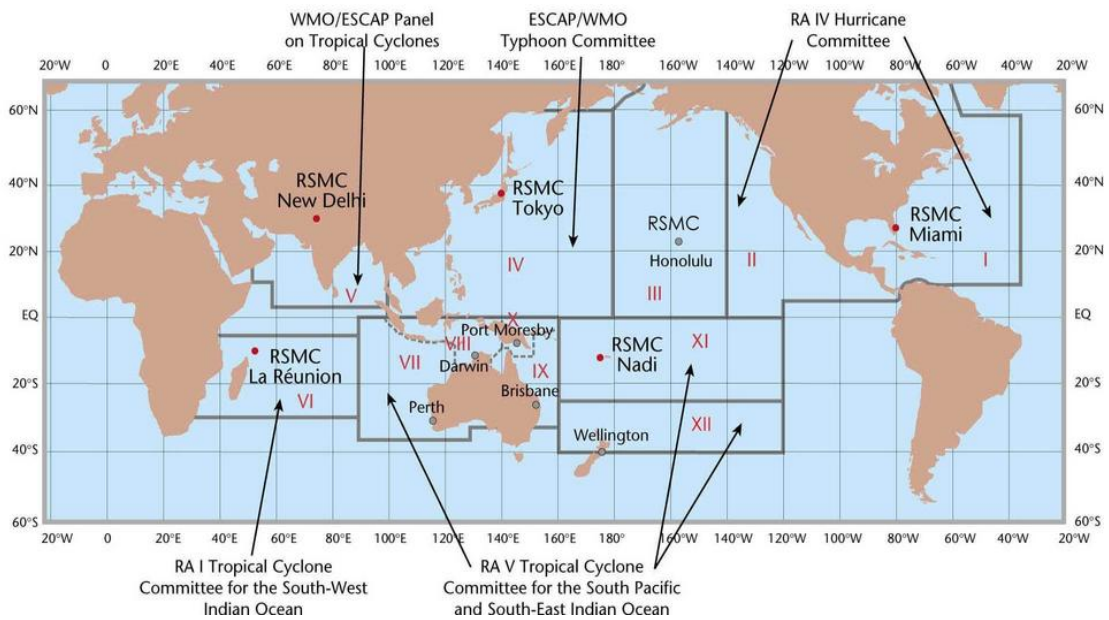 WMO/ESCAP Panel
on Tropical Cyclones
ESCAP/WMO
Typhoon Committee
RA IV Hurricane
Committee
20°W 0 20°E 40°E 60°E 80°E 100°E 120°E 140°E 160°E 180° 160°W 140°W 120°W 100°W 80°W 60°W 40°W 20°W
60°N 60°N
40°N 40°N
RSMC
New Delhi
RSMC
Tokyo
RSMC
Honolulu
RSMC
Miami
20°N 20°N
IV II I
V III
EQ EQ
X
Port Moresby
VIII
XI
RSMC
La Réunion
VII
Darwin
IX
RSMC
Nadi
20°S 20°S
VI
Brisbane
Perth
XII
Wellington
40°S 40°S
60°S 60°S
20°W 0 20°E 40°E 60°E 80°E 100°E 120°E 140°E 160°E 180° 160°W 140°W 120°W 100°W 80°W 60°W 40°W 20°W
RA I Tropical Cyclone
Committee for the South-West
Indian Ocean
RA V Tropical Cyclone
Committee for the South Pacific
and South-East Indian Ocean